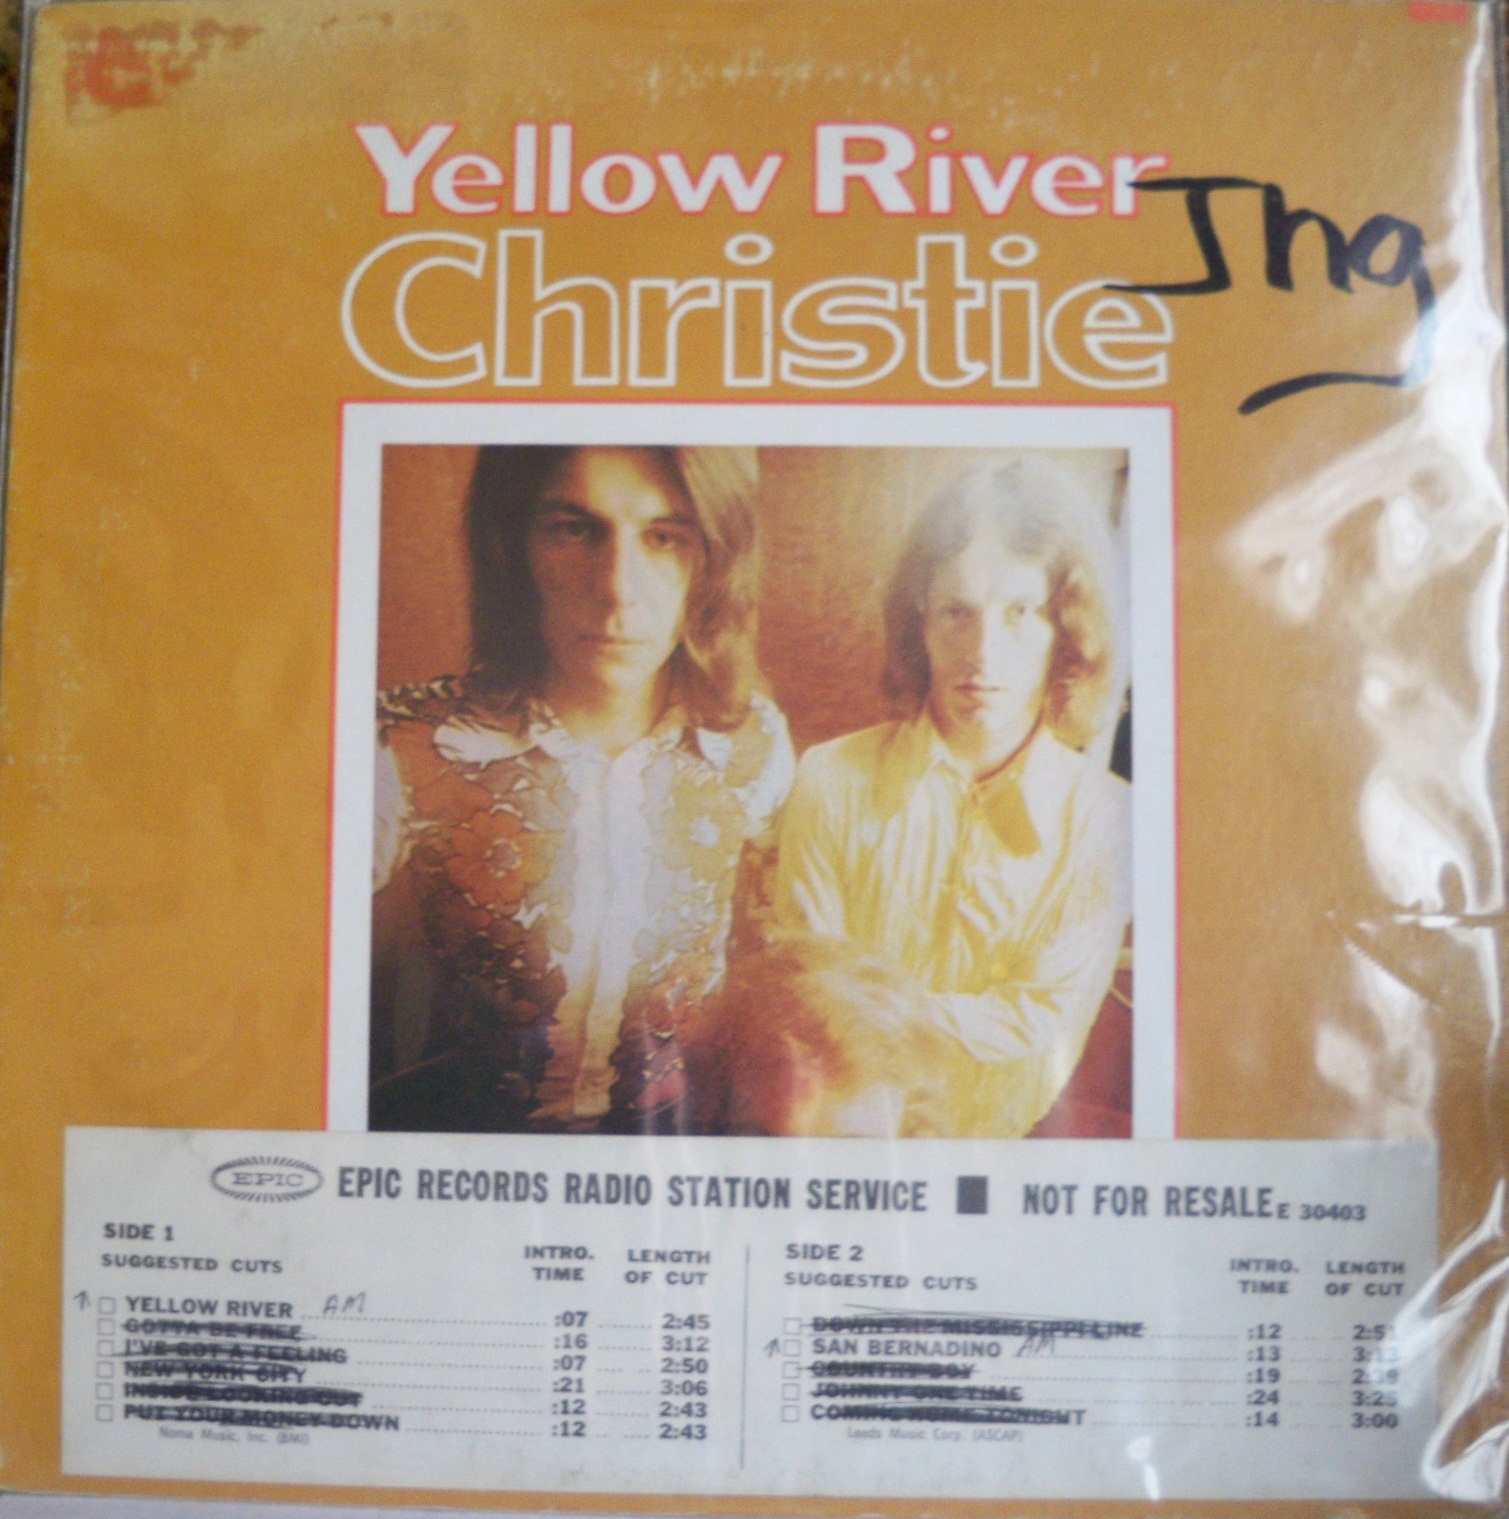 Yellow River
Christie
EPIC EPIC RECORDS RADIO STATION SERVICE ■ NOT FOR RESALE E 30403
SIDE 1
SUGGESTED CUTS INTRO. TIME LENGTH OF CUT
YELLOW RIVER AM :07 2:45
GOTTA BE FREE :16 3:12
I'VE GOT A FEELING :07 2:50
NEW YORK CITY :21 3:06
INSIDE LOOKING OUT :12 2:43
PUT YOUR MONEY DOWN :12 2:43
Noma Music, Inc. (BMI)
SIDE 2
SUGGESTED CUTS INTRO. TIME LENGTH OF CUT
DOWN THE MISSISSIPPI LINE :12
SAN BERNADINO AM :13
COUNTRY BOY :19
JOHNNY ONE TIME :24 3:25
COMING HOME TONIGHT :14 3:00
Leeds Music Corp. (ASCAP)